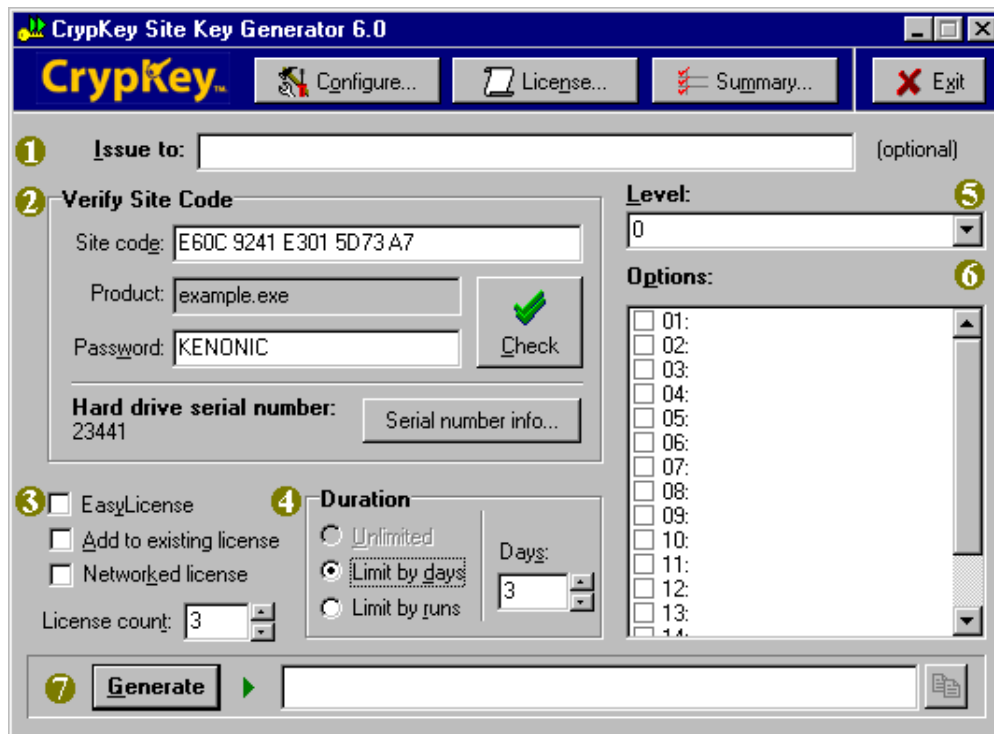 CrypKey Site Key Generator 6.0
CrypKey™ Configure... License... Summary... Exit
1 Issue to: (optional)
2 Verify Site Code
Site code: E60C 9241 E301 5D73 A7
Product: example.exe
Password: KENONIC
Check
Hard drive serial number:
23441
Serial number info...
Level: 5
0
Options: 6
01:
02:
03:
04:
05:
06:
07:
08:
09:
10:
11:
12:
13:
14:
3 EasyLicense
Add to existing license
Networked license
License count: 3
4 Duration
Unlimited
Limit by days
Limit by runs
Days:
3
7 Generate